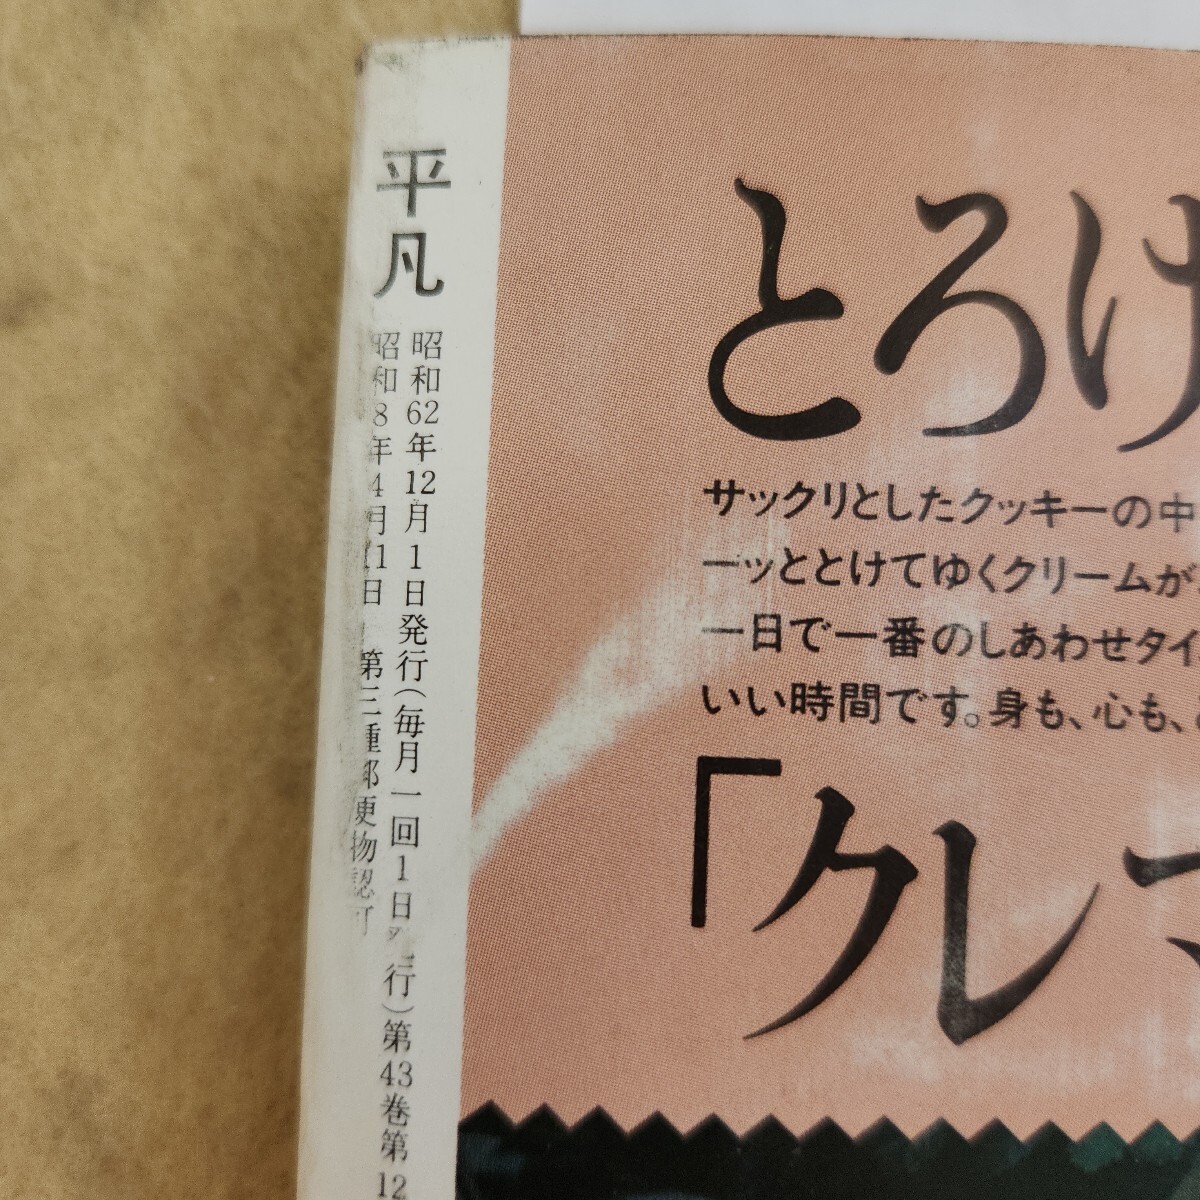 平凡
昭和62年12月1日発行(毎月一回1日発行)第43巻第12
昭和8年4月11日 第三種郵便物認可
とろけ
サックリとしたクッキーの中
ーッととけてゆくクリームが
一日で一番のしあわせタイ
いい時間です。身も、心も、
「クレマ